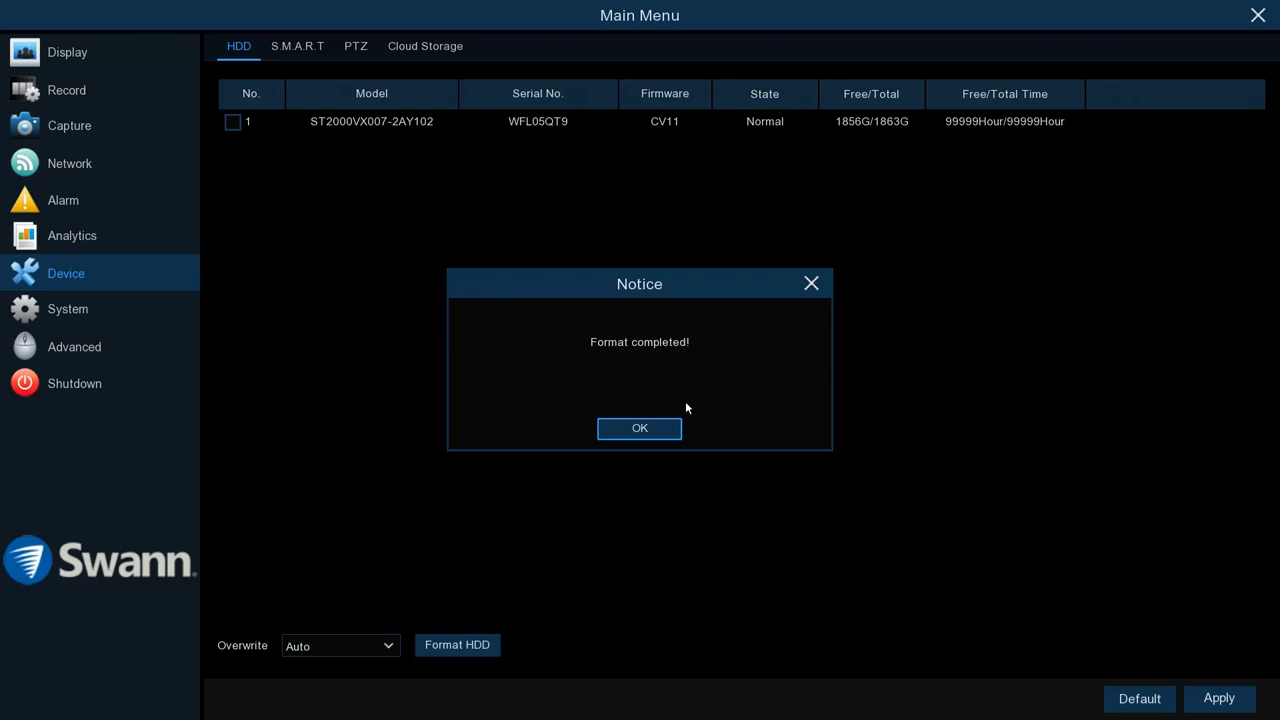 Main Menu
Display
Record
Capture
Network
Alarm
Analytics
Device
System
Advanced
Shutdown
Swann
HDD S.M.A.R.T PTZ Cloud Storage
No. Model Serial No. Firmware State Free/Total Free/Total Time
1 ST2000VX007-2AY102 WFL05QT9 CV11 Normal 1856G/1863G 99999Hour/99999Hour
Notice
Format completed!
OK
Overwrite Auto Format HDD
Default Apply